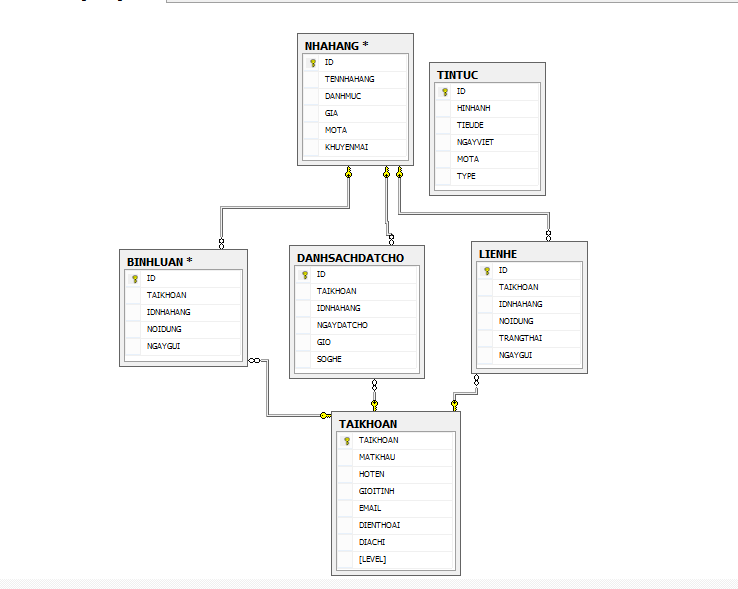 NHAHANG *
ID
TENNHAHANG
DANHMUC
GIA
MOTA
KHUYENMAI
TINTUC
ID
HINHANH
TIEUDE
NGAYVIET
MOTA
TYPE
BINHLUAN *
ID
TAIKHOAN
IDNHAHANG
NOIDUNG
NGAYGUI
DANHSACHDATCHO
ID
TAIKHOAN
IDNHAHANG
NGAYDATCHO
GIO
SOGHE
LIENHE
ID
TAIKHOAN
IDNHAHANG
NOIDUNG
TRANGTHAI
NGAYGUI
TAIKHOAN
TAIKHOAN
MATKHAU
HOTEN
GIOITINH
EMAIL
DIENTHOAI
DIACHI
[LEVEL]